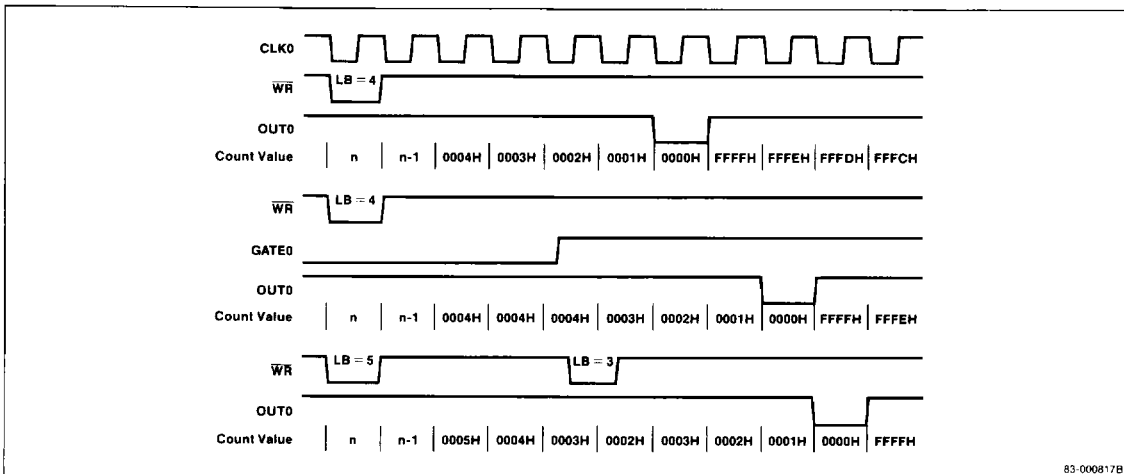 CLK0
WR LB = 4
OUT0
Count Value n n-1 0004H 0003H 0002H 0001H 0000H FFFFH FFFEH FFFDH FFFCH
WR LB = 4
GATE0
OUT0
Count Value n n-1 0004H 0004H 0004H 0003H 0002H 0001H 0000H FFFFH FFFEH
WR LB = 5 LB = 3
OUT0
Count Value n n-1 0005H 0004H 0003H 0002H 0003H 0002H 0001H 0000H FFFFH
83-000817B